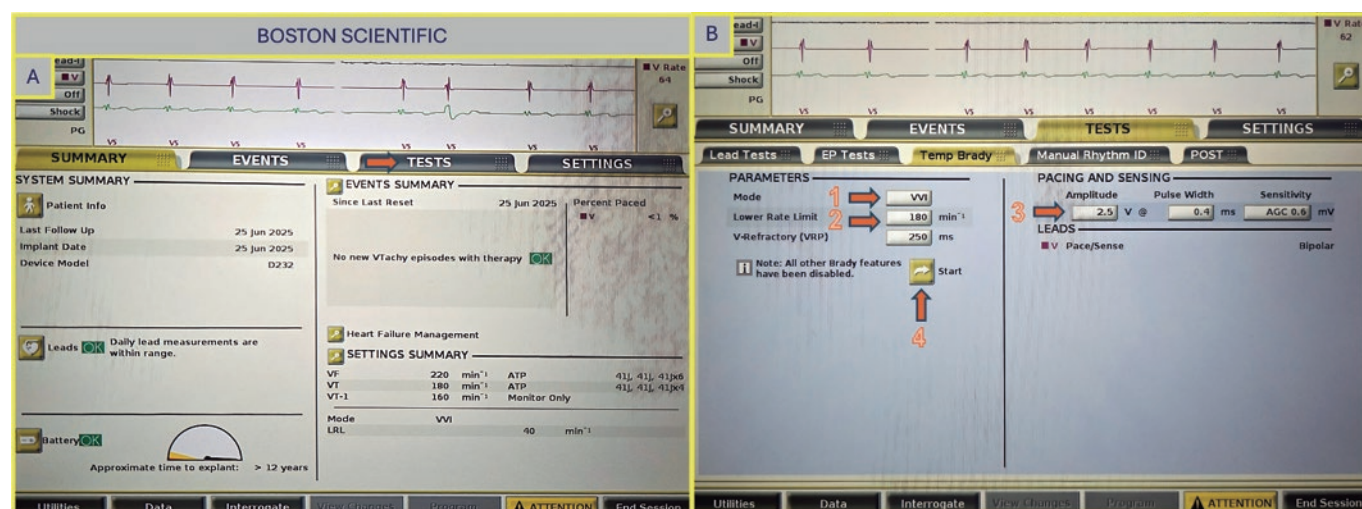 BOSTON SCIENTIFIC
A
ead-I
V
Off
Shock
PG
V Rate
64
VS VS VS VS VS VS VS VS
SUMMARY EVENTS TESTS SETTINGS
SYSTEM SUMMARY
Patient Info
Last Follow Up 25 Jun 2025
Implant Date 25 Jun 2025
Device Model D232
Leads OK Daily lead measurements are
within range.
Battery OK
Approximate time to explant: > 12 years
EVENTS SUMMARY
Since Last Reset 25 Jun 2025 Percent Paced
V <1 %
No new VTachy episodes with therapy OK
Heart Failure Management
SETTINGS SUMMARY
VF 220 min⁻¹ ATP 41J, 41J, 41Jx6
VT 180 min⁻¹ ATP 41J, 41J, 41Jx4
VT-1 160 min⁻¹ Monitor Only
Mode VVI
LRL 40 min⁻¹
Utilities Data Interrogate View Changes Program ATTENTION End Session
B
ead-I
V
Off
Shock
PG
V Rat
62
VS VS VS VS VS VS VS
SUMMARY EVENTS TESTS SETTINGS
Lead Tests EP Tests Temp Brady Manual Rhythm ID POST
PARAMETERS
Mode 1 VVI
Lower Rate Limit 2 180 min⁻¹
V-Refractory (VRP) 250 ms
i Note: All other Brady features
have been disabled.
Start
4
PACING AND SENSING
Amplitude Pulse Width Sensitivity
3 2.5 V @ 0.4 ms AGC 0.6 mV
LEADS
V Pace/Sense Bipolar
Utilities Data Interrogate View Changes Program ATTENTION End Session